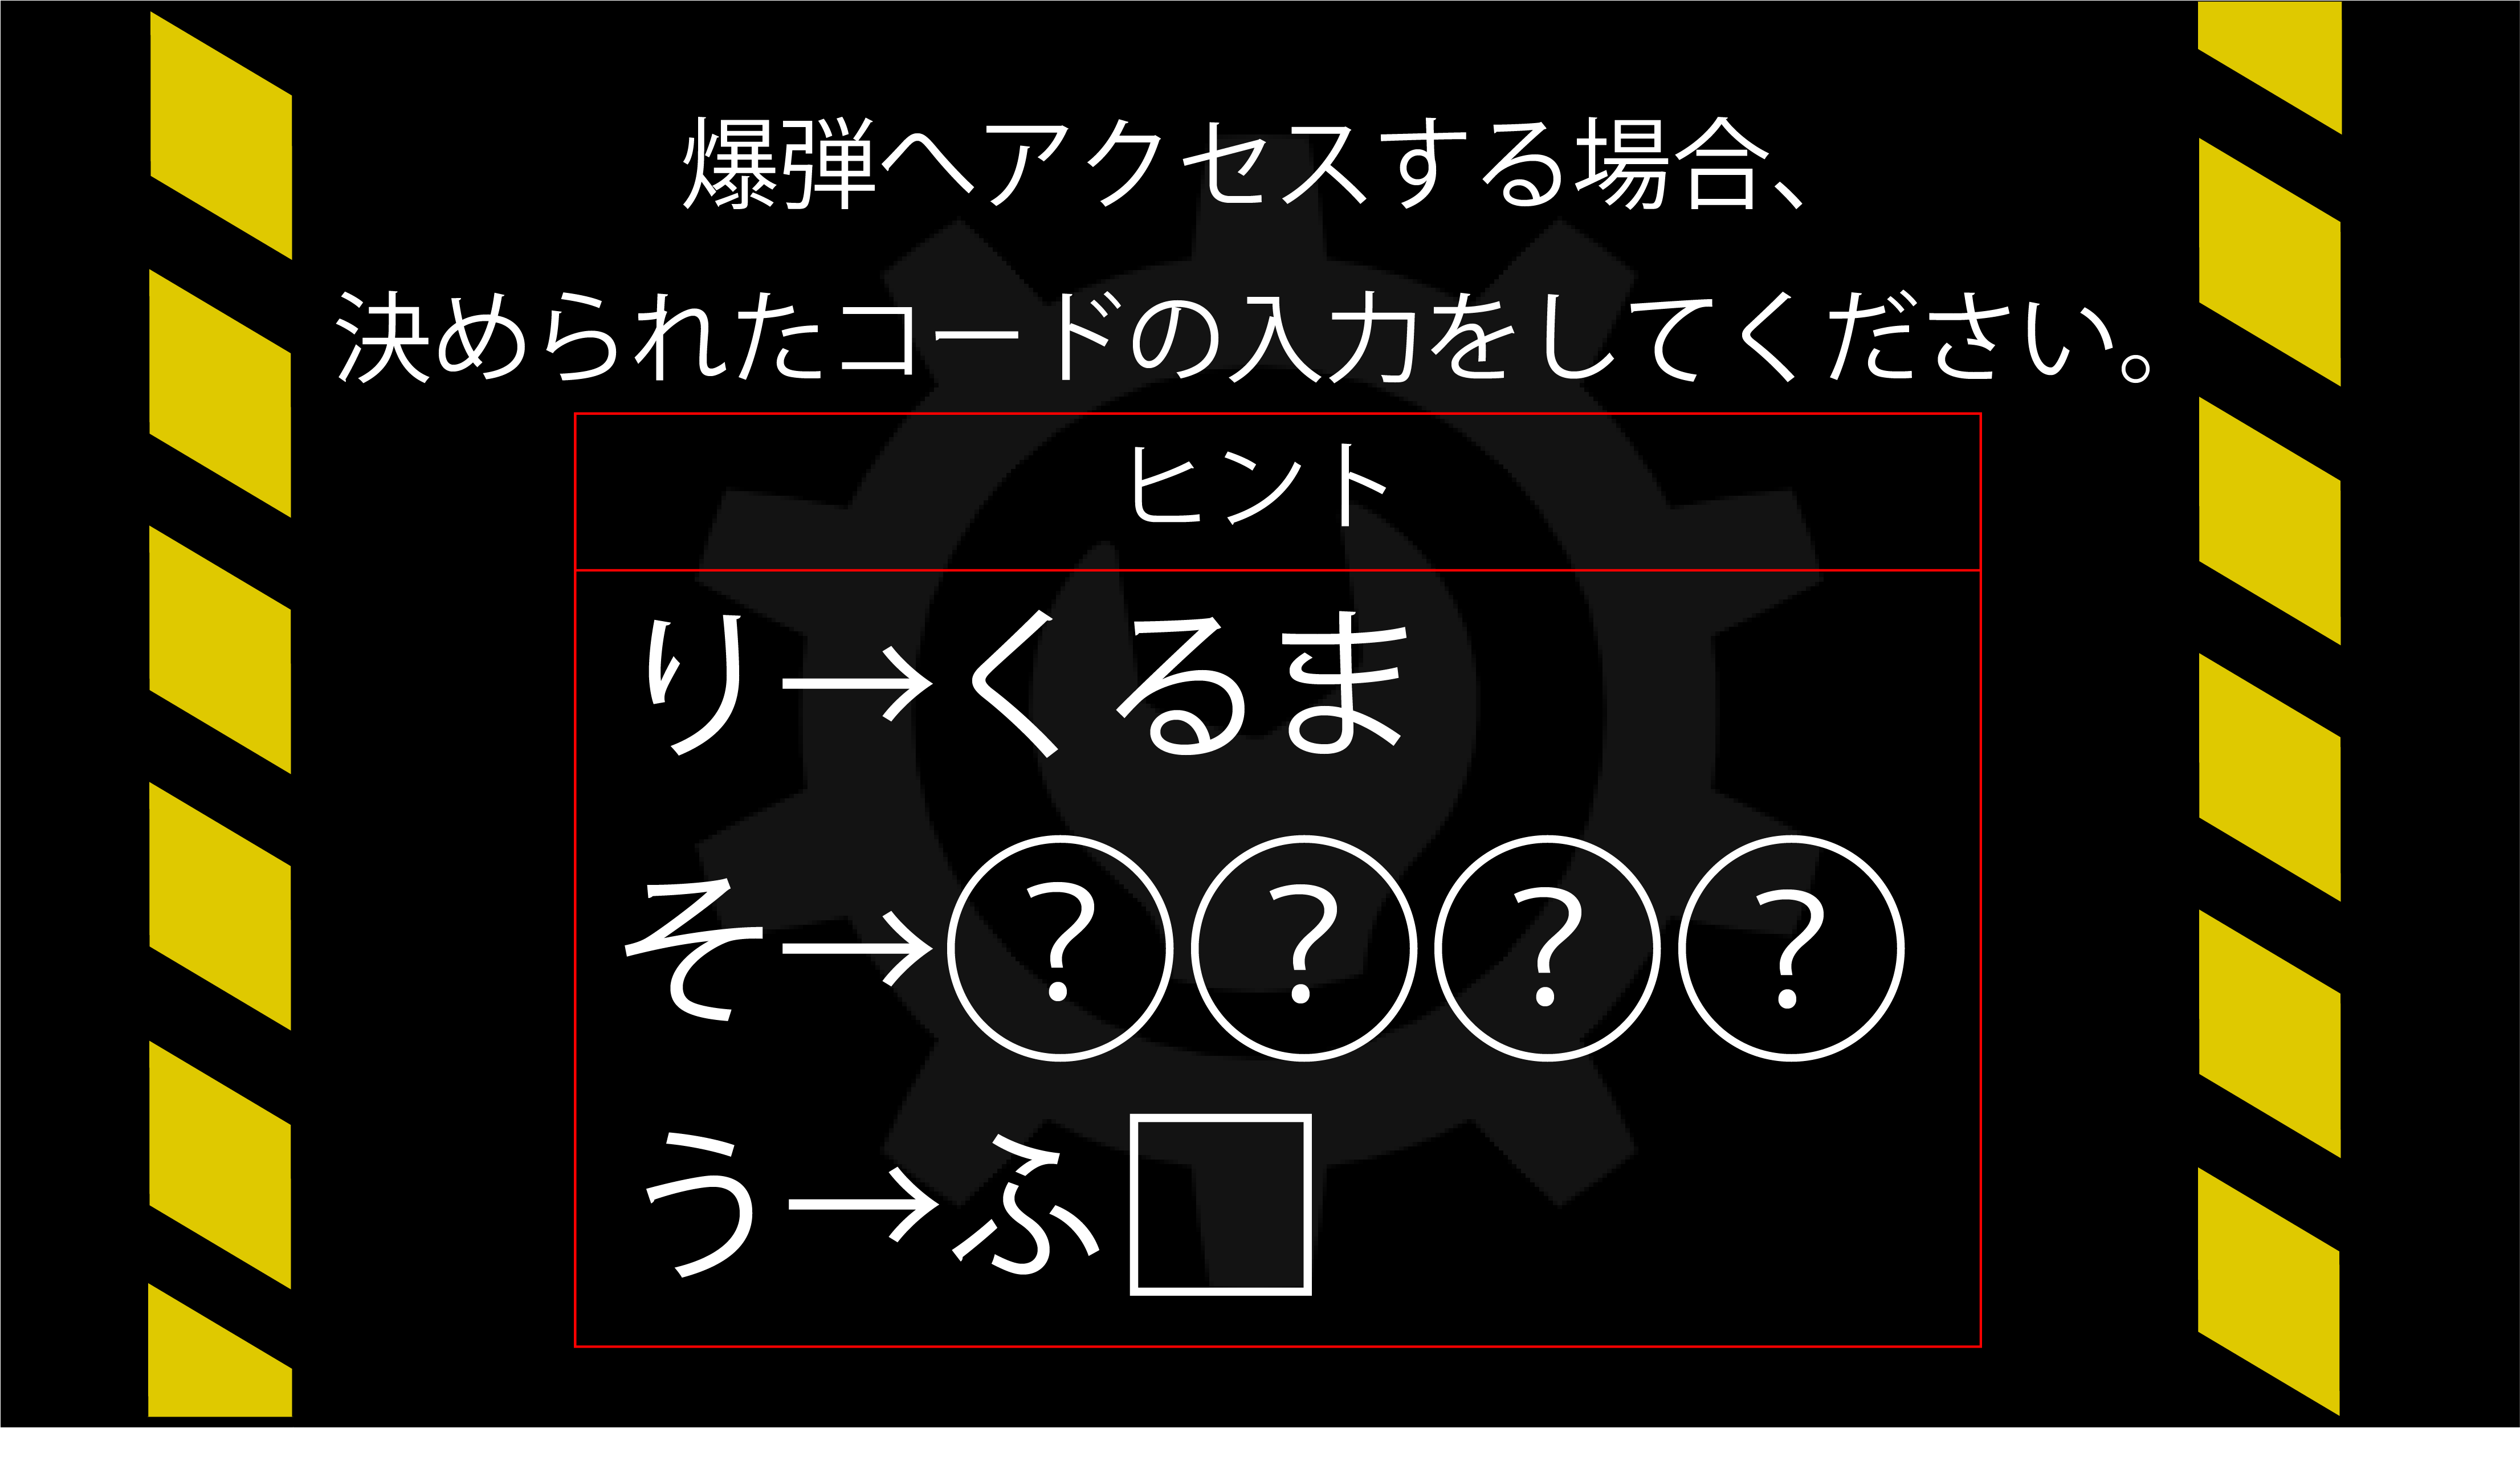 爆弾へアクセスする場合、
決められたコードの入力をしてください。
ヒント
り→くるま
そ→????
う→ふ□